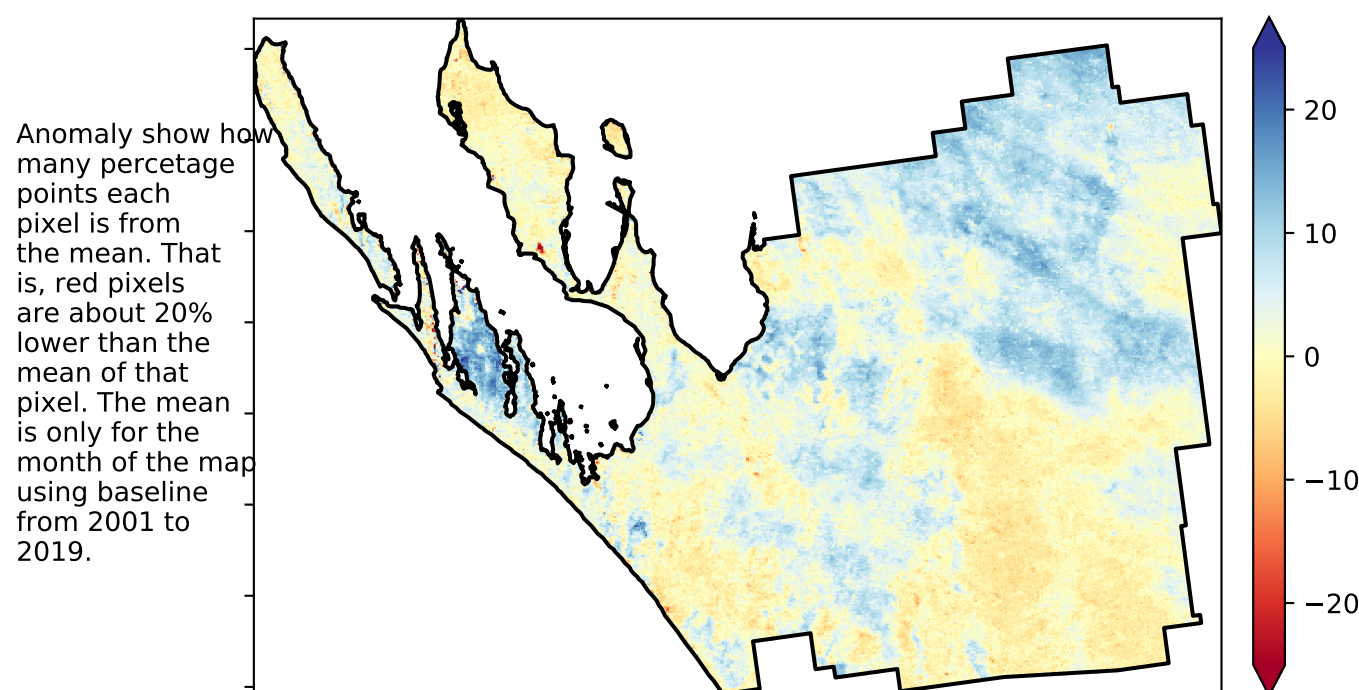 Anomaly show how
many percetage
points each
pixel is from
the mean. That
is, red pixels
are about 20%
lower than the
mean of that
pixel. The mean
is only for the
month of the map
using baseline
from 2001 to
2019.
20
10
0
−10
−20